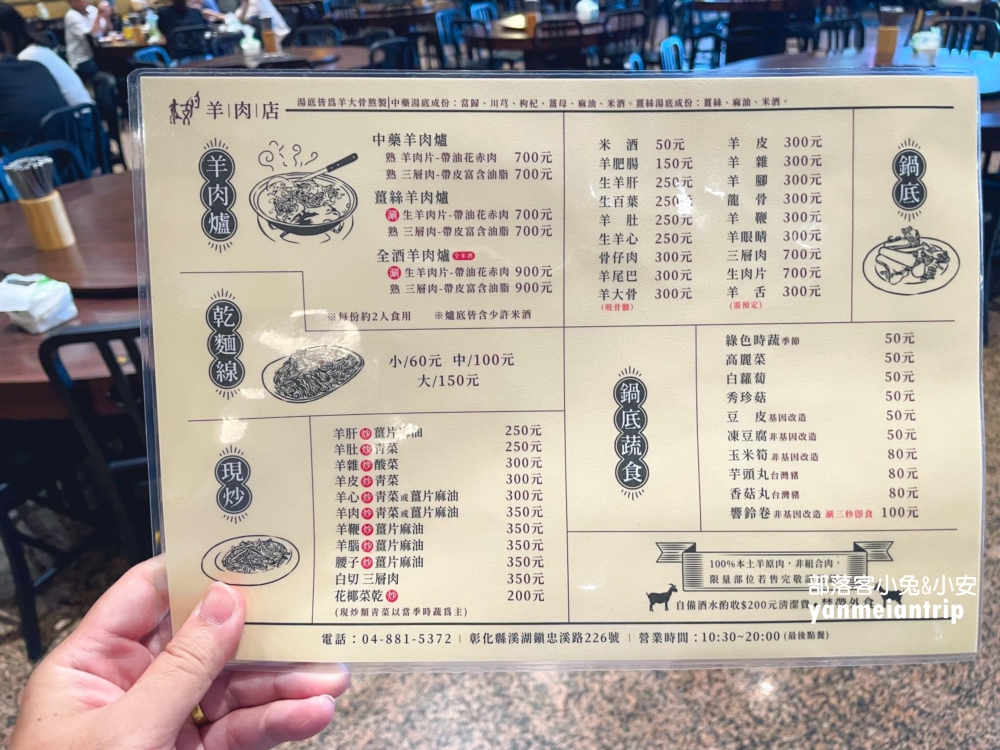 羊肉店
湯底皆爲羊大骨熬製|中藥湯底成份:當歸、川芎、枸杞、薑母、麻油、米酒。薑絲湯底成份:薑絲、麻油、米酒。
羊肉爐
中藥羊肉爐
熟 羊肉片-帶油花赤肉 700元
熟 三層肉-帶皮富含油脂 700元
薑絲羊肉爐
涮 生羊肉片-帶油花赤肉 700元
熟 三層肉-帶皮富含油脂 700元
全酒羊肉爐 全米酒
涮 生羊肉片-帶油花赤肉 900元
熟 三層肉-帶皮富含油脂 900元
※每份約2人食用 ※爐底皆含少許米酒
乾麵線
小/60元 中/100元
大/150元
現炒
羊肝炒薑片麻油 250元
羊肚炒青菜 250元
羊雜炒酸菜 300元
羊皮炒青菜 300元
羊心炒青菜或薑片麻油 300元
羊肉炒青菜或薑片麻油 350元
羊鞭炒薑片麻油 350元
羊腦炒薑片麻油 350元
腰子炒薑片麻油 350元
白切 三層肉 350元
花椰菜乾炒 200元
(現炒類青菜以當季時蔬爲主)
鍋底
米酒 50元
羊肥腸 150元
生羊肝 250元
生百葉 250元
羊肚 250元
生羊心 250元
骨仔肉 300元
羊尾巴 300元
羊大骨 300元
(吸骨髓)
羊皮 300元
羊雜 300元
羊腳 300元
龍骨 300元
羊鞭 300元
羊眼睛 300元
三層肉 700元
生肉片 700元
羊舌 300元
(需預定)
鍋底蔬食
綠色時蔬季節 50元
高麗菜 50元
白蘿蔔 50元
秀珍菇 50元
豆皮基因改造 50元
凍豆腐非基因改造 50元
玉米筍非基因改造 80元
芋頭丸台灣豬 80元
香菇丸台灣豬 80元
響鈴卷 非基因改造 涮三秒即食 100元
100%本土羊原肉,非組合肉,
限量部位若售完敬
自備酒水酌收$200元清潔費 禁帶外食
部落客小兔&小安
yanmeiantrip
電話:04-881-5372 | 彰化縣溪湖鎮忠溪路226號 | 營業時間:10:30~20:00(最後點餐)